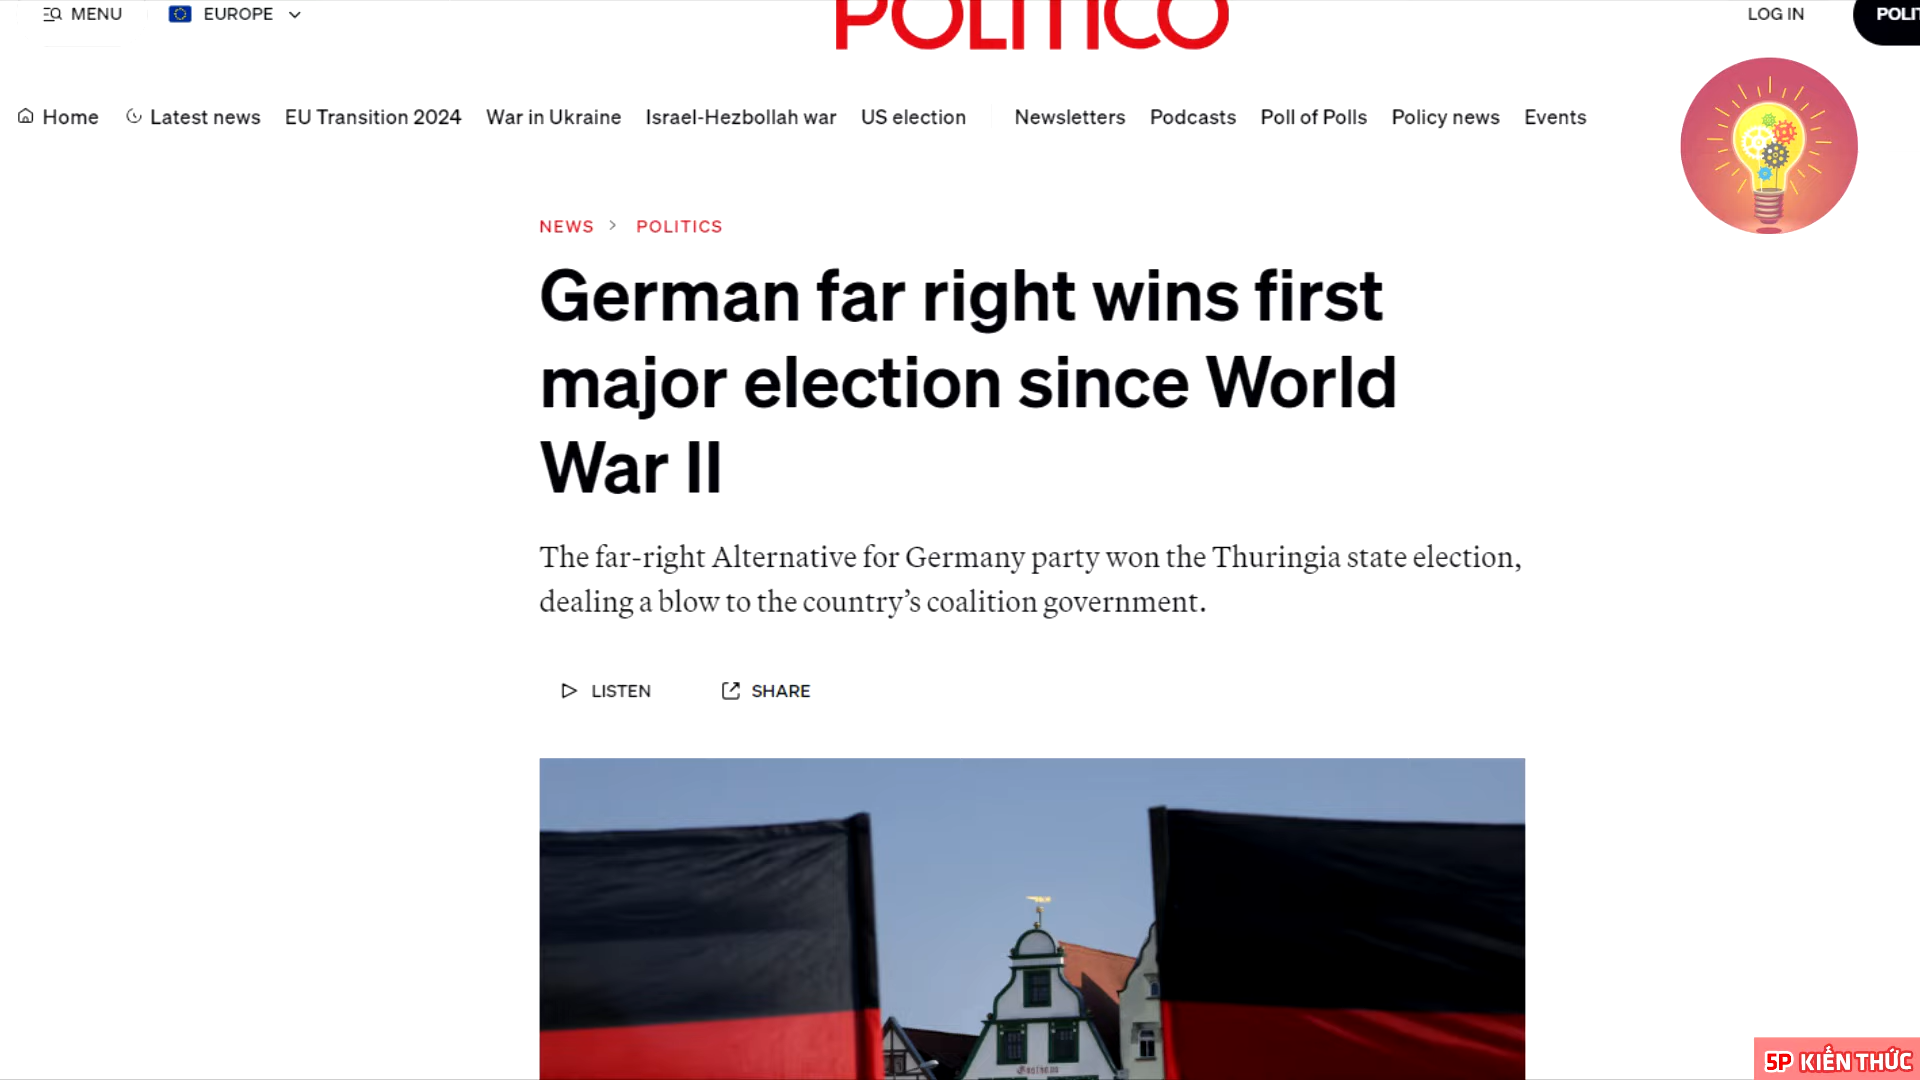 MENU
EUROPE
POLITICO
LOG IN
Home
Latest news
EU Transition 2024
War in Ukraine
Israel-Hezbollah war
US election
Newsletters
Podcasts
Poll of Polls
Policy news
Events
NEWS
POLITICS
German far right wins first
major election since World
War II
The far-right Alternative for Germany party won the Thuringia state election,
dealing a blow to the country’s coalition government.
LISTEN
SHARE
5P KIẾN THỨC